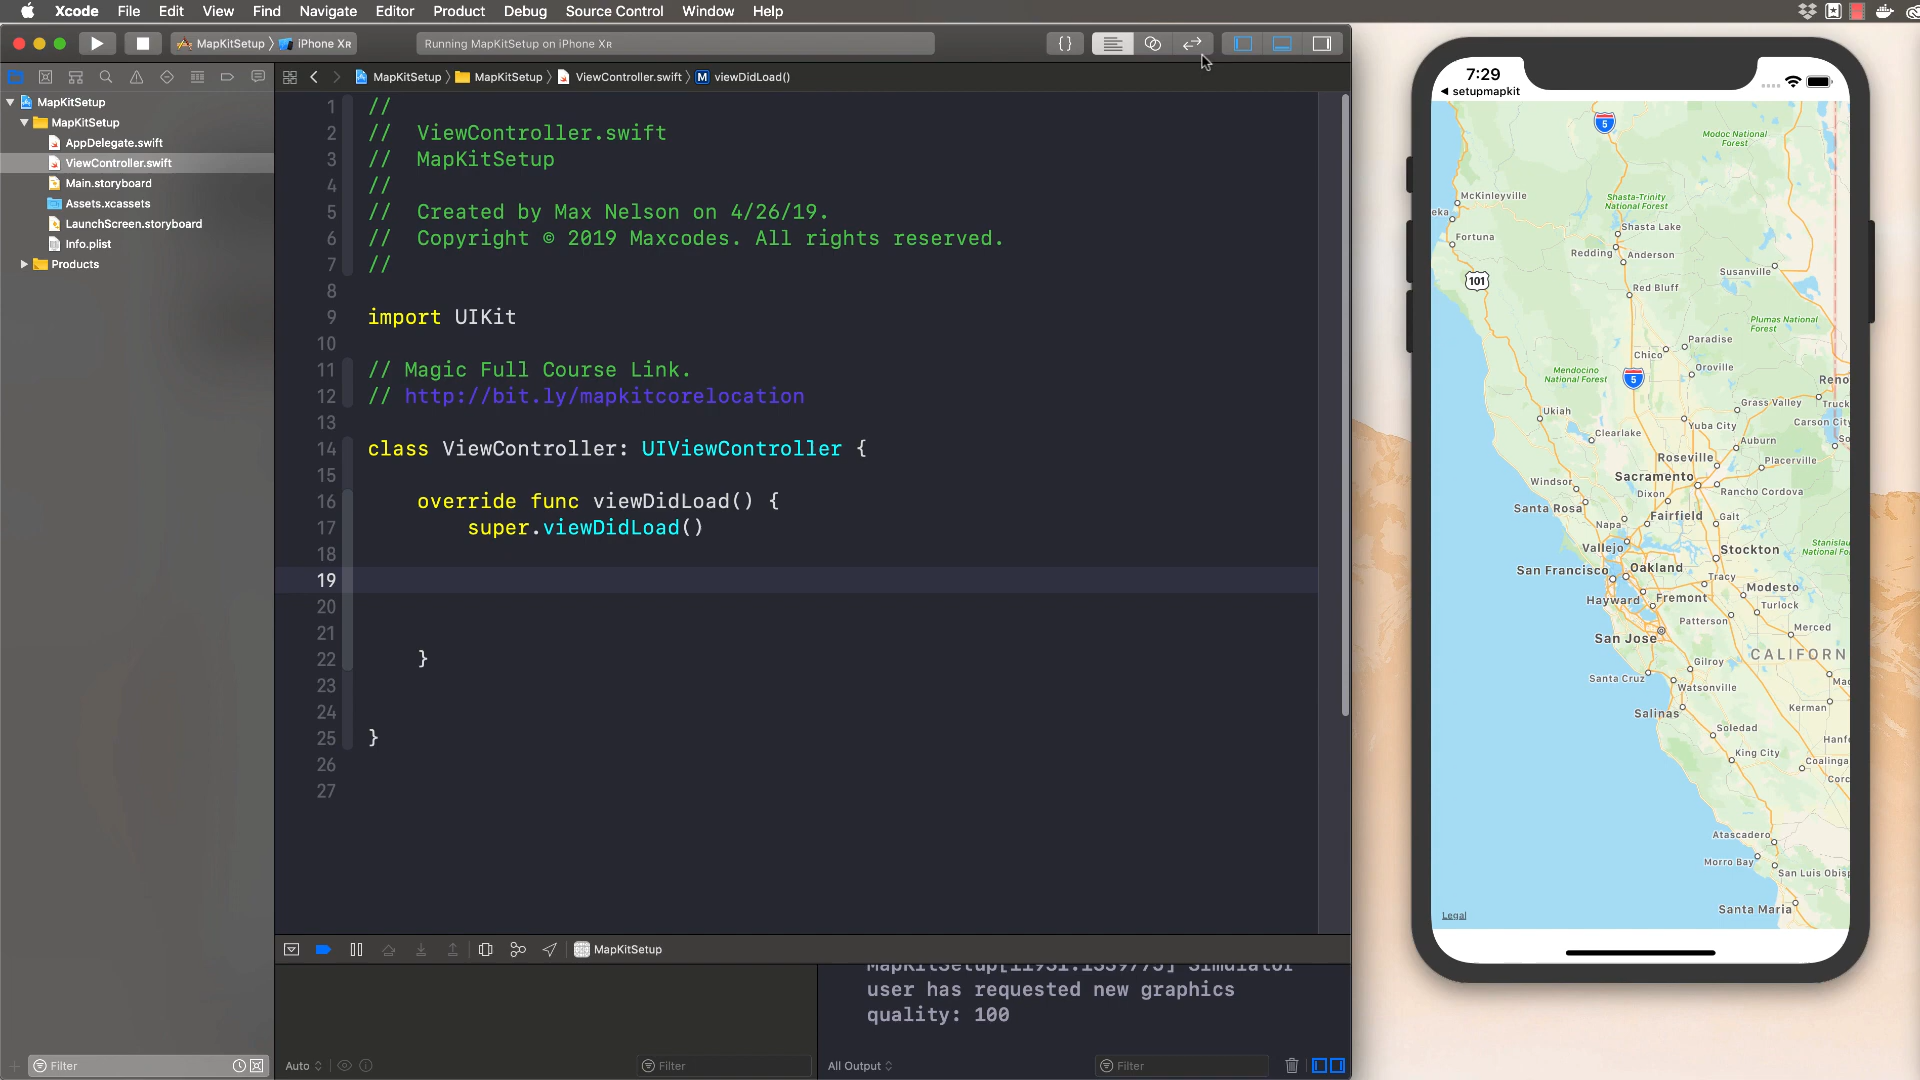 Xcode File Edit View Find Navigate Editor Product Debug Source Control Window Help
MapKitSetup 〉 iPhone XR
Running MapKitSetup on iPhone XR
{}
MapKitSetup 〉 MapKitSetup 〉 ViewController.swift 〉 M viewDidLoad()
MapKitSetup
MapKitSetup
AppDelegate.swift
ViewController.swift
Main.storyboard
Assets.xcassets
LaunchScreen.storyboard
Info.plist
Products
1 //
2 // ViewController.swift
3 // MapKitSetup
4 //
5 // Created by Max Nelson on 4/26/19.
6 // Copyright © 2019 Maxcodes. All rights reserved.
7 //
8
9 import UIKit
10
11 // Magic Full Course Link.
12 // http://bit.ly/mapkitcorelocation
13
14 class ViewController: UIViewController {
15
16 override func viewDidLoad() {
17 super.viewDidLoad()
18
19
20
21
22 }
23
24
25 }
26
27
MapKitSetup
user has requested new graphics
quality: 100
Filter
Auto
Filter
All Output
Filter
7:29
◀ setupmapkit
5
Modoc National
Forest
McKinleyville
Shasta-Trinity
National Forest
eka
Shasta Lake
Fortuna
Redding
Anderson
Susanville
101
Red Bluff
Plumas National
Forest
Paradise
Chico
Mendocino
National Forest
5
Oroville
Reno
Grass Valley
Truck
Ukiah
Yuba City
Carson City
Clearlake
Auburn
So
Roseville
Placerville
Sacramento
Windsor
Dixon
Rancho Cordova
Santa Rosa
Fairfield
Galt
Napa
Vallejo
Stockton
Stanislau
National Fo
San Francisco
Oakland
Tracy
Modesto
Hayward
Fremont
Turlock
Patterson
Merced
San Jose
CALIFORN
Gilroy
Santa Cruz
Watsonville
Mad
Kerman
Salinas
Soledad
Hanf
King City
Coalinga
Corc
Atascadero
Morro Bay
San Luis Obisp
Santa Maria
Legal